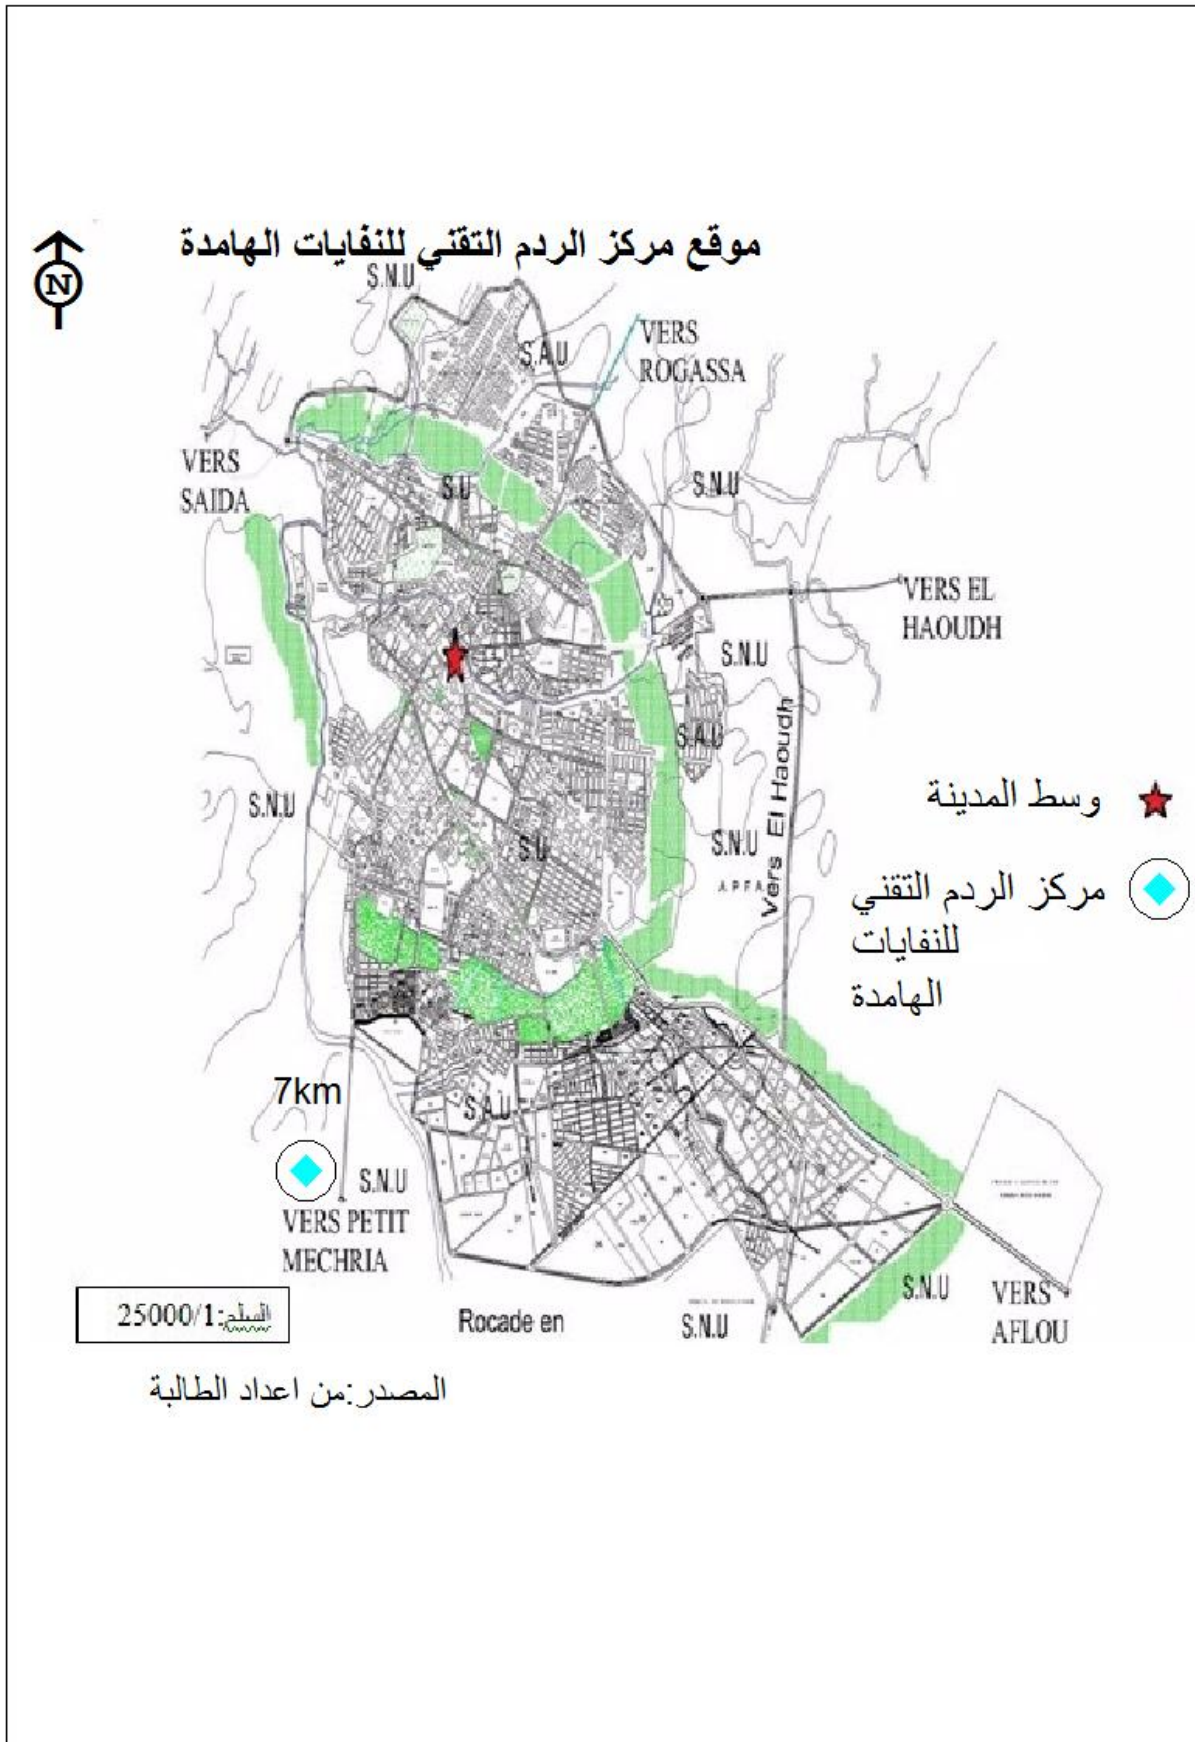 موقع مركز الردم التقني للنفايات الهامدة
N
S.N.U
VERS
ROGASSA
S.A.U
VERS
SAIDA
S.U
S.N.U
VERS EL
HAOUDH
S.N.U
S.A.U
Vers El Haoudh
S.N.U
S.N.U
S.U
A P F A
وسط المدينة
مركز الردم التقني
للنفايات
الهامدة
7km
S.A.U
S.N.U
VERS PETIT
MECHRIA
S.N.U
VERS
AFLOU
S.N.U
Rocade en
السلم:25000/1
المصدر:من اعداد الطالبة